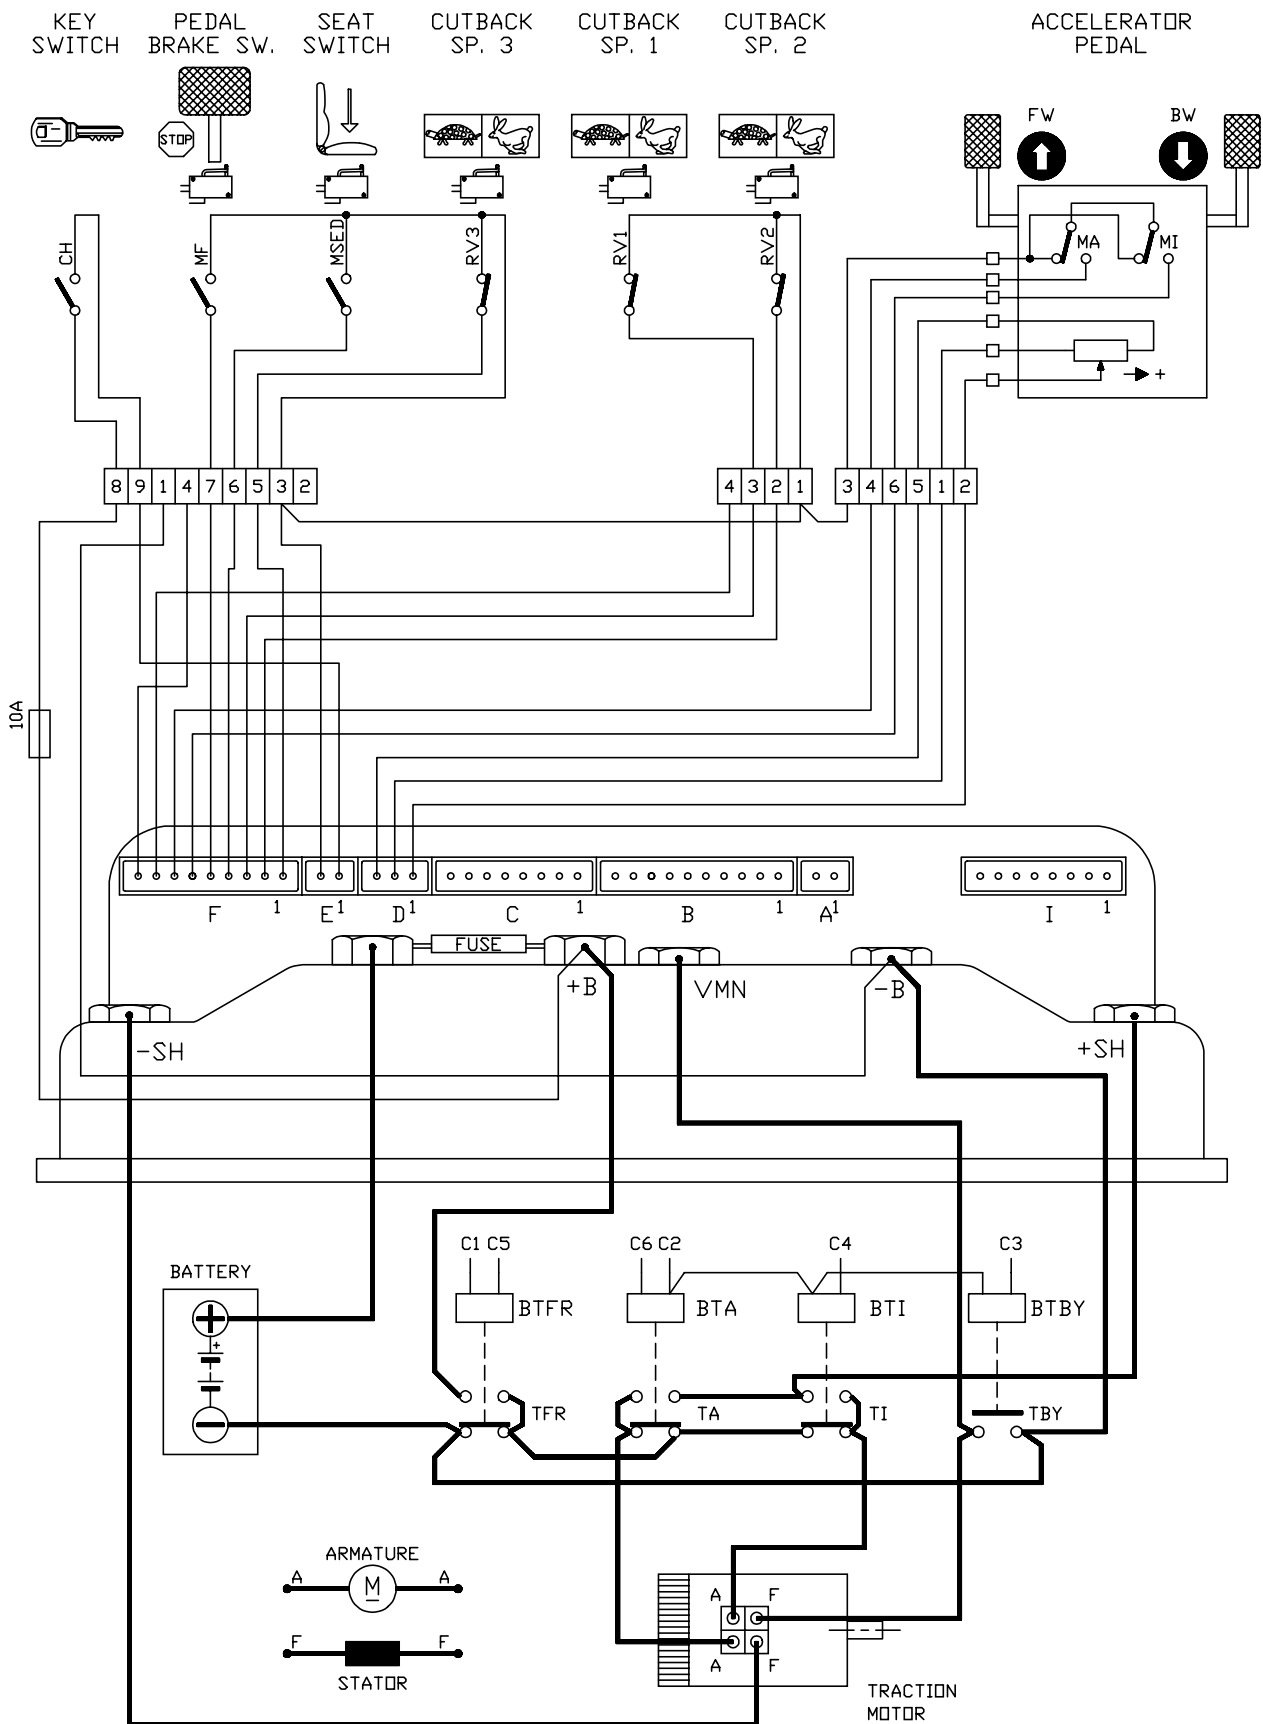 KEY
SWITCH
PEDAL
BRAKE SW.
SEAT
SWITCH
CUTBACK
SP. 3
CUTBACK
SP. 1
CUTBACK
SP. 2
ACCELERATOR
PEDAL
STOP
FW
BW
CH
MF
MSED
RV3
RV1
RV2
MA
MI
+
8 9 1 4 7 6 5 3 2
4 3 2 1
3 4 6 5 1 2
10A
F 1 E 1 D 1 C 1 B 1 A 1 I 1
FUSE
+B
VMN
-B
-SH
+SH
C1 C5
C6 C2
C4
C3
BATTERY
BTFR
BTA
BTI
BTBY
+
TFR
TA
TI
TBY
ARMATURE
A M A
F F
STATOR
A F
A F
TRACTION
MOTOR